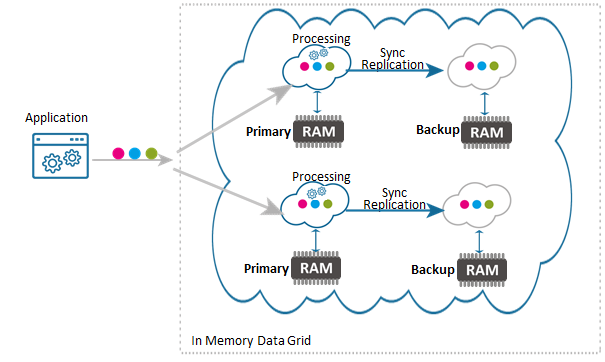 Processing
Sync
Replication
Application
Primary
RAM
Backup
RAM
Processing
Sync
Replication
Primary
RAM
Backup
RAM
In Memory Data Grid